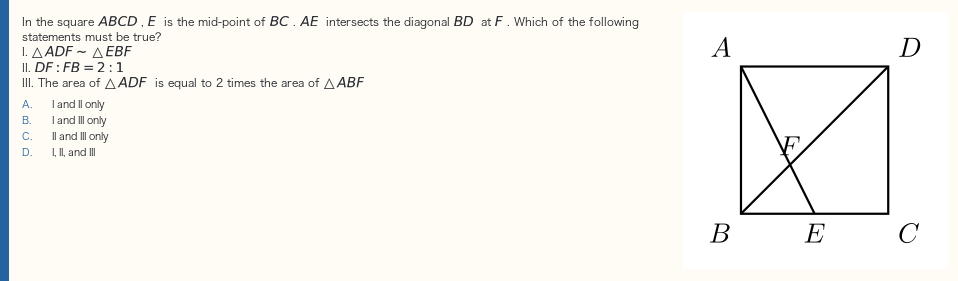 In the square ABCD , E is the mid-point of BC . AE intersects the diagonal BD at F . Which of the following
statements must be true?
I. △ADF ~ △EBF
II. DF : FB = 2 : 1
III. The area of △ADF is equal to 2 times the area of △ABF
A. I and II only
B. I and III only
C. II and III only
D. I, II, and III
A D
F
B E C